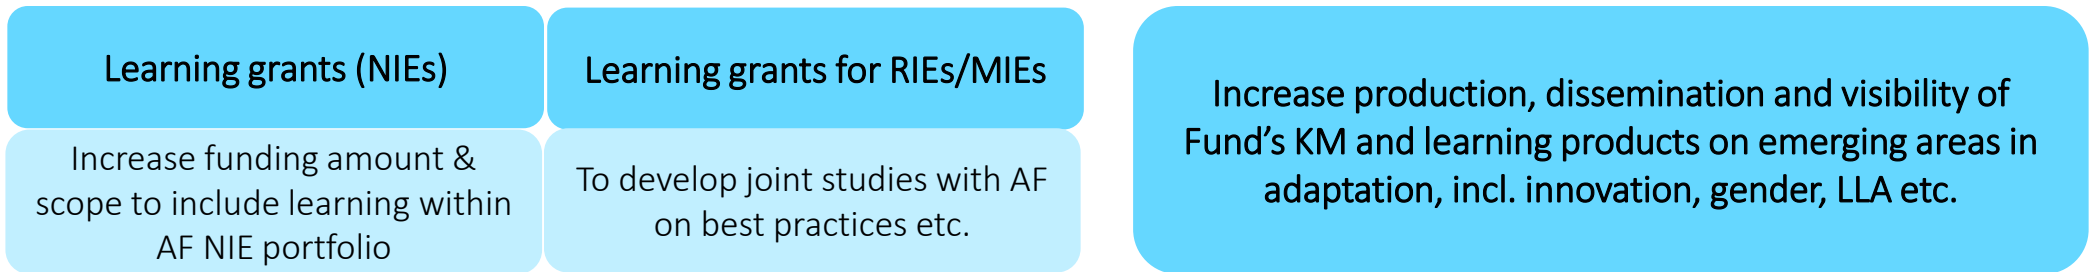 Learning grants (NIEs)
Increase funding amount &
scope to include learning within
AF NIE portfolio
Learning grants for RIEs/MIEs
To develop joint studies with AF
on best practices etc.
Increase production, dissemination and visibility of
Fund's KM and learning products on emerging areas in
adaptation, incl. innovation, gender, LLA etc.